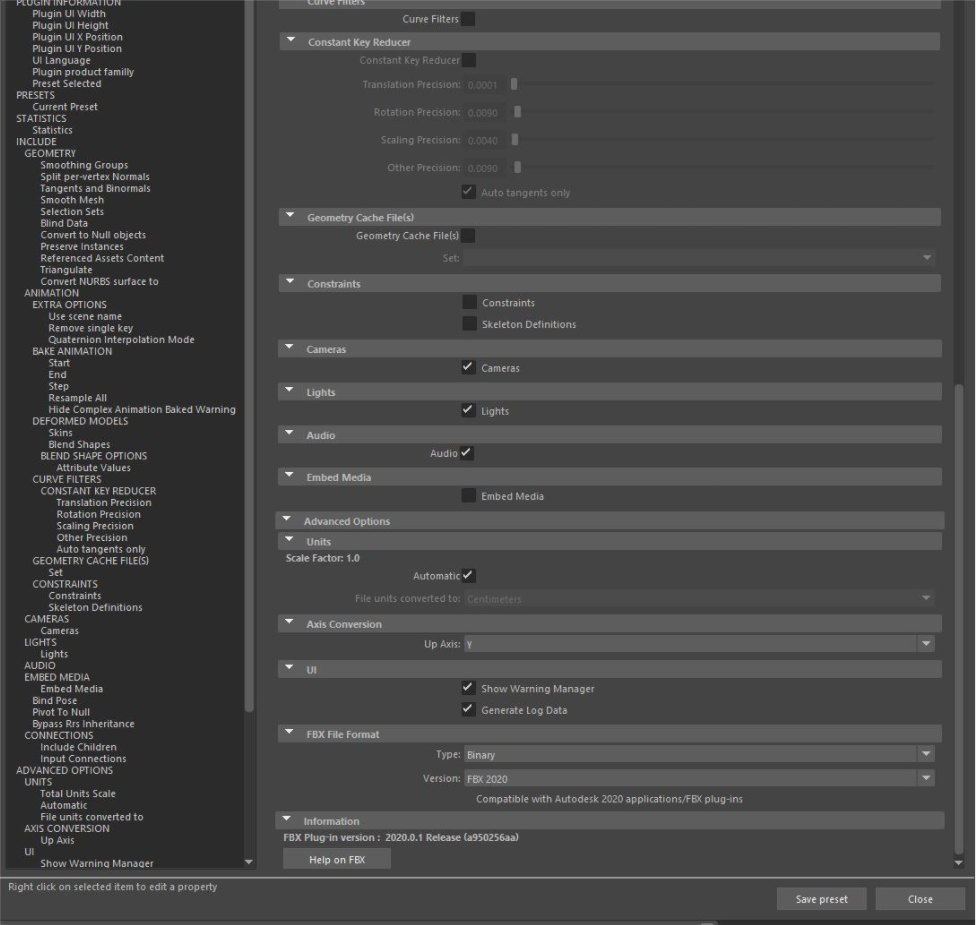 PLUGIN INFORMATION
Plugin UI Width
Plugin UI Height
Plugin UI X Position
Plugin UI Y Position
UI Language
Plugin product familly
Preset Selected
PRESETS
Current Preset
STATISTICS
Statistics
INCLUDE
GEOMETRY
Smoothing Groups
Split per-vertex Normals
Tangents and Binormals
Smooth Mesh
Selection Sets
Blind Data
Convert to Null objects
Preserve Instances
Referenced Assets Content
Triangulate
Convert NURBS surface to
ANIMATION
EXTRA OPTIONS
Use scene name
Remove single key
Quaternion Interpolation Mode
BAKE ANIMATION
Start
End
Step
Resample All
Hide Complex Animation Baked Warning
DEFORMED MODELS
Skins
Blend Shapes
BLEND SHAPE OPTIONS
Attribute Values
CURVE FILTERS
CONSTANT KEY REDUCER
Translation Precision
Rotation Precision
Scaling Precision
Other Precision
Auto tangents only
GEOMETRY CACHE FILE(S)
Set
CONSTRAINTS
Constraints
Skeleton Definitions
CAMERAS
Cameras
LIGHTS
Lights
AUDIO
EMBED MEDIA
Embed Media
Bind Pose
Pivot To Null
Bypass Rrs Inheritance
CONNECTIONS
Include Children
Input Connections
ADVANCED OPTIONS
UNITS
Total Units Scale
Automatic
File units converted to
AXIS CONVERSION
Up Axis
UI
Show Warning Manager
Curve Filters
Curve Filters
Constant Key Reducer
Constant Key Reducer
Translation Precision: 0.0001
Rotation Precision: 0.0090
Scaling Precision: 0.0040
Other Precision: 0.0090
Auto tangents only
Geometry Cache File(s)
Geometry Cache File(s)
Set:
Constraints
Constraints
Skeleton Definitions
Cameras
Cameras
Lights
Lights
Audio
Audio
Embed Media
Embed Media
Advanced Options
Units
Scale Factor: 1.0
Automatic
File units converted to: Centimeters
Axis Conversion
Up Axis: Y
UI
Show Warning Manager
Generate Log Data
FBX File Format
Type: Binary
Version: FBX 2020
Compatible with Autodesk 2020 applications/FBX plug-ins
Information
FBX Plug-in version : 2020.0.1 Release (a950256aa)
Help on FBX
Right click on selected item to edit a property
Save preset
Close